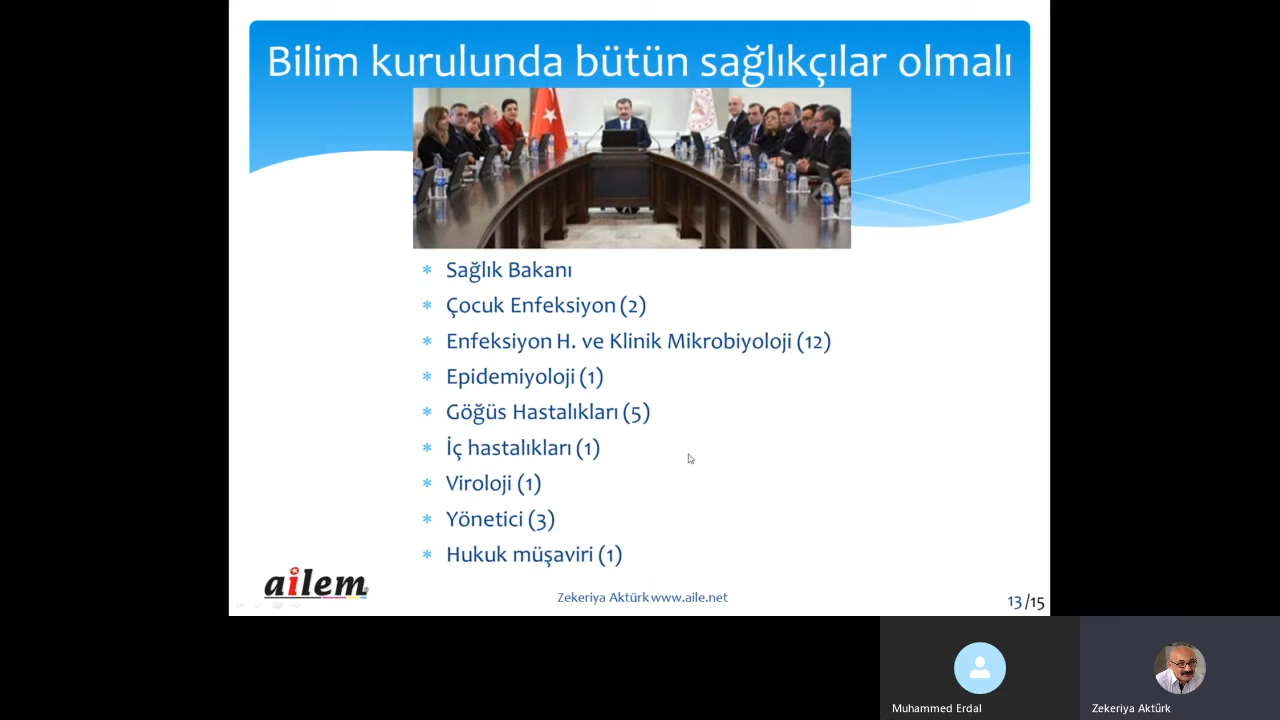 Bilim kurulunda bütün sağlıkçılar olmalı
* Sağlık Bakanı
* Çocuk Enfeksiyon (2)
* Enfeksiyon H. ve Klinik Mikrobiyoloji (12)
* Epidemiyoloji (1)
* Göğüs Hastalıkları (5)
* İç hastalıkları (1)
* Viroloji (1)
* Yönetici (3)
* Hukuk müşaviri (1)
ailem
Zekeriya Aktürk www.aile.net
13/15
Muhammed Erdal
Zekeriya Aktürk